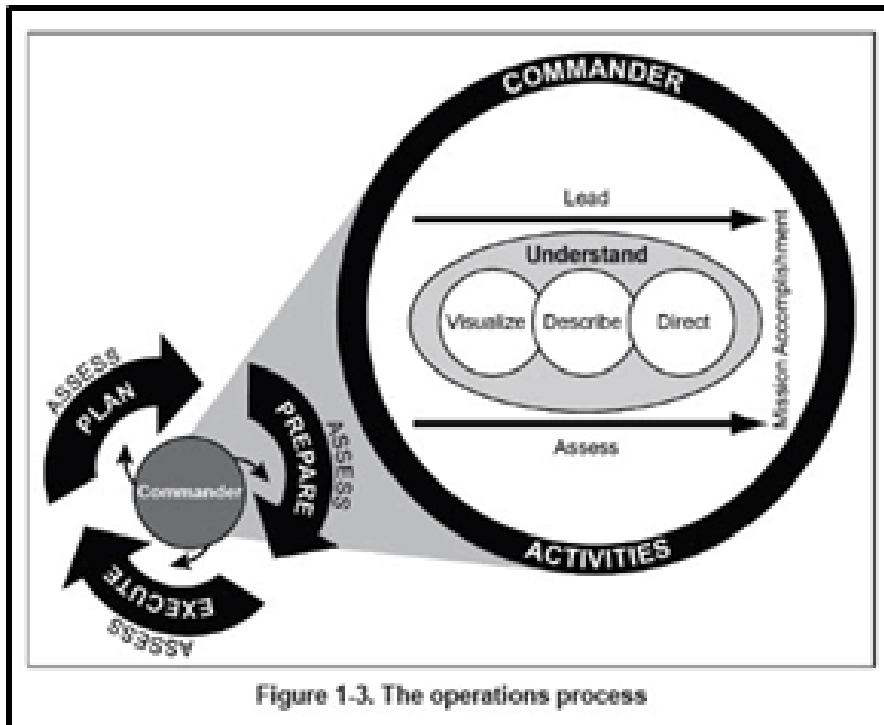 COMMANDER
Lead
Understand
Visualize Describe Direct
Mission Accomplishment
Assess
ACTIVITIES
ASSESS
PLAN
PREPARE
ASSESS
Commander
EXECUTE
ASSESS
Figure 1-3. The operations process